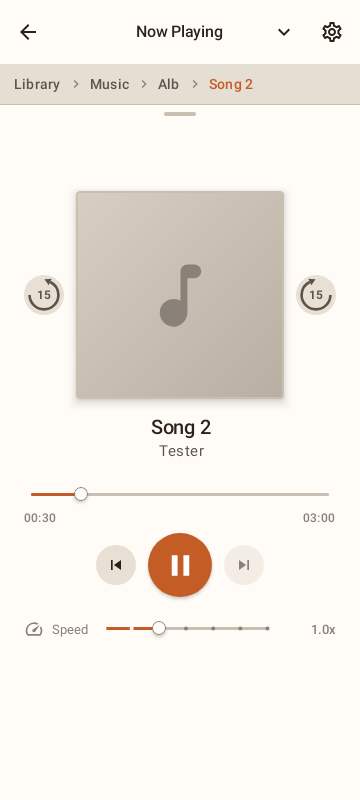 Now Playing
Library Music Alb Song 2
15 15
Song 2
Tester
00:30 03:00
Speed 1.0x